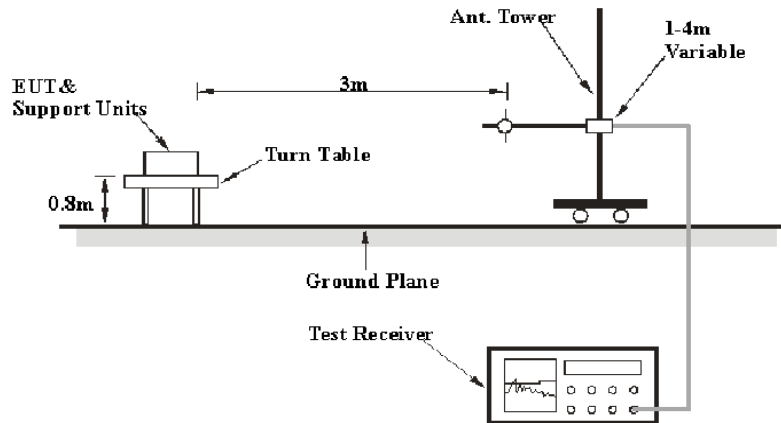 Ant. Tower
1-4m
Variable
3m
EUT&
Support Units
Turn Table
0.8m
Ground Plane
Test Receiver